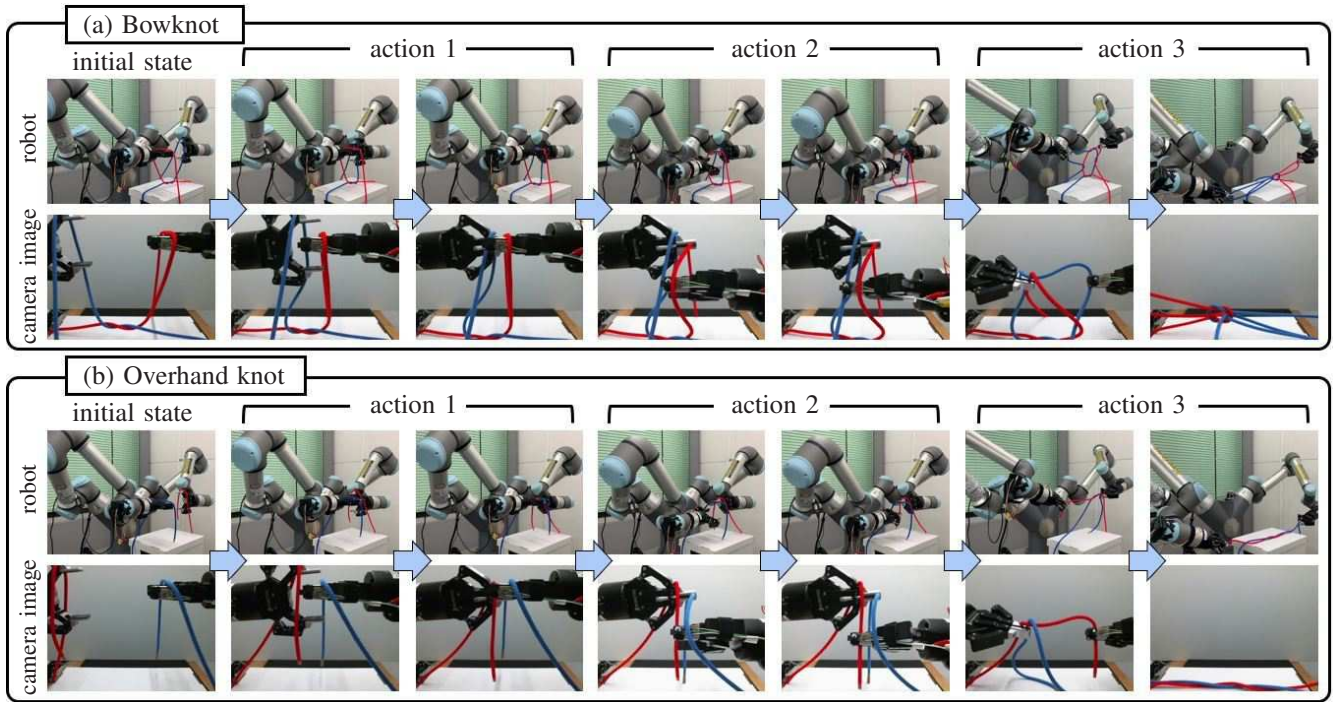 (a) Bowknot
initial state
action 1
action 2
action 3
robot
camera image
(b) Overhand knot
initial state
action 1
action 2
action 3
robot
camera image